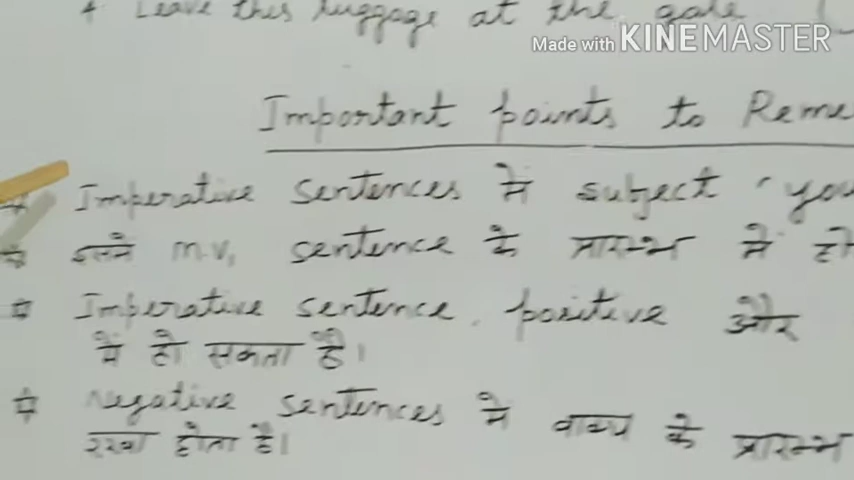 * Leave this luggage at the gate
Made with KINEMASTER
Important points to Reme
* Imperative sentences में subject 'you
* इसमें m.v, sentence के प्रारम्भ में हो
* Imperative sentence . positive और
में हो सकता है।
* Negative sentences में वाक्य के प्रारम्भ
रखा होता है।